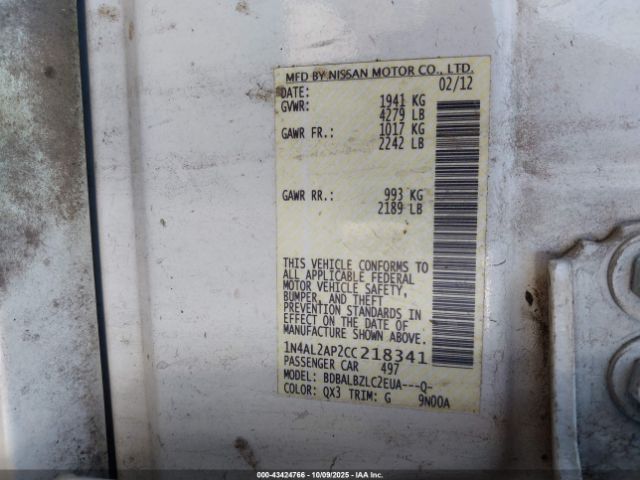 MFD BY NISSAN MOTOR CO., LTD.
DATE: 02/12
GVWR: 1941 KG
4279 LB
GAWR FR.: 1017 KG
2242 LB
GAWR RR.: 993 KG
2189 LB
THIS VEHICLE CONFORMS TO
ALL APPLICABLE FEDERAL
MOTOR VEHICLE SAFETY,
BUMPER, AND THEFT
PREVENTION STANDARDS IN
EFFECT ON THE DATE OF
MANUFACTURE SHOWN ABOVE.
1N4AL2AP2CC218341
PASSENGER CAR 497
MODEL: BDBALBZLC2EUA---Q-
COLOR: QX3 TRIM: G 9N00A
000-43424766 - 10/09/2025 - IAA Inc.